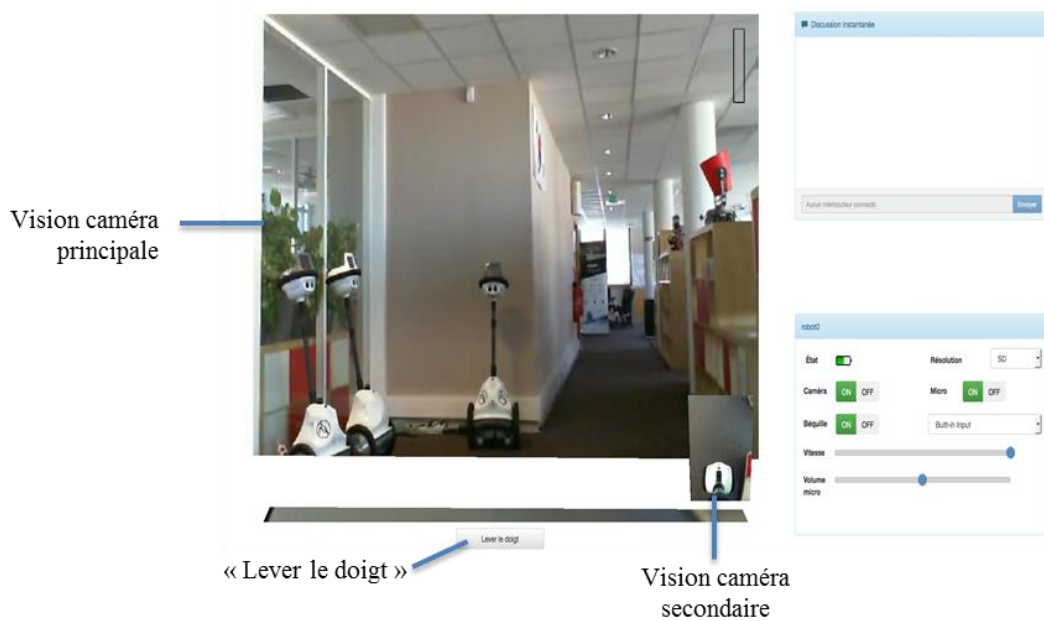 Discussion instantanée
Aucun interlocuteur connecté.
Envoyer
Vision caméra
principale
robot0
État
Résolution
SD
Caméra
ON
OFF
Micro
ON
OFF
Béquille
ON
OFF
Built-in Input
Vitesse
Volume
micro
Lever le doigt
« Lever le doigt »
Vision caméra
secondaire